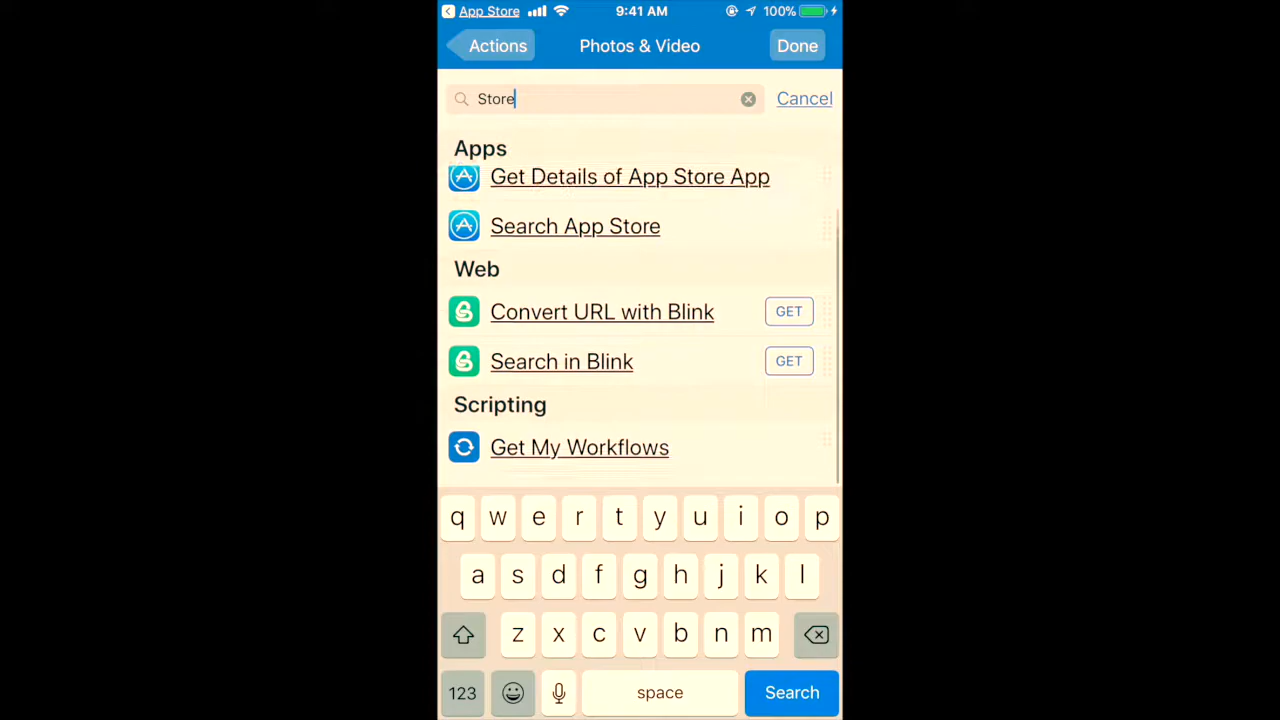 App Store 9:41 AM 100%
Actions Photos & Video Done
Store Cancel
Apps
Get Details of App Store App
Search App Store
Web
Convert URL with Blink GET
Search in Blink GET
Scripting
Get My Workflows
q w e r t y u i o p
a s d f g h j k l
z x c v b n m
123 space Search